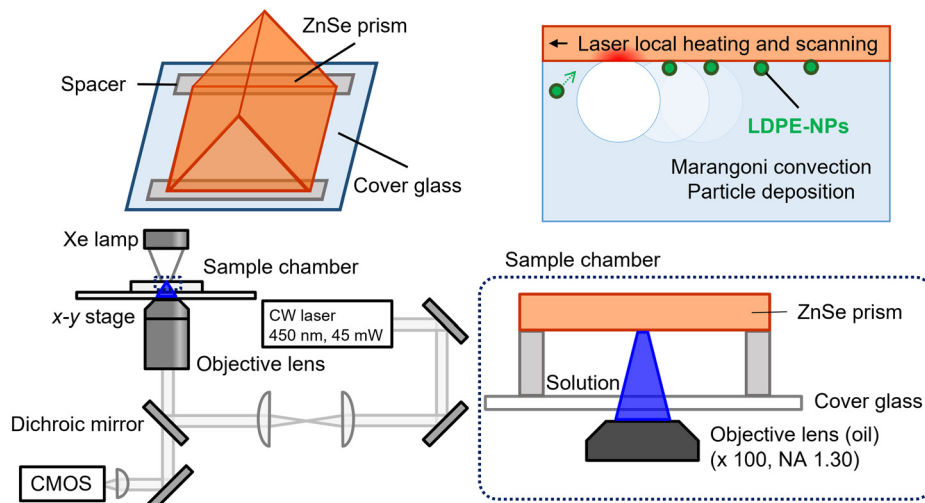 ZnSe prism
Spacer
Cover glass
Laser local heating and scanning
LDPE-NPs
Marangoni convection
Particle deposition
Xe lamp
Sample chamber
x-y stage
CW laser
450 nm, 45 mW
Objective lens
Dichroic mirror
CMOS
Sample chamber
ZnSe prism
Solution
Cover glass
Objective lens (oil)
(x 100, NA 1.30)